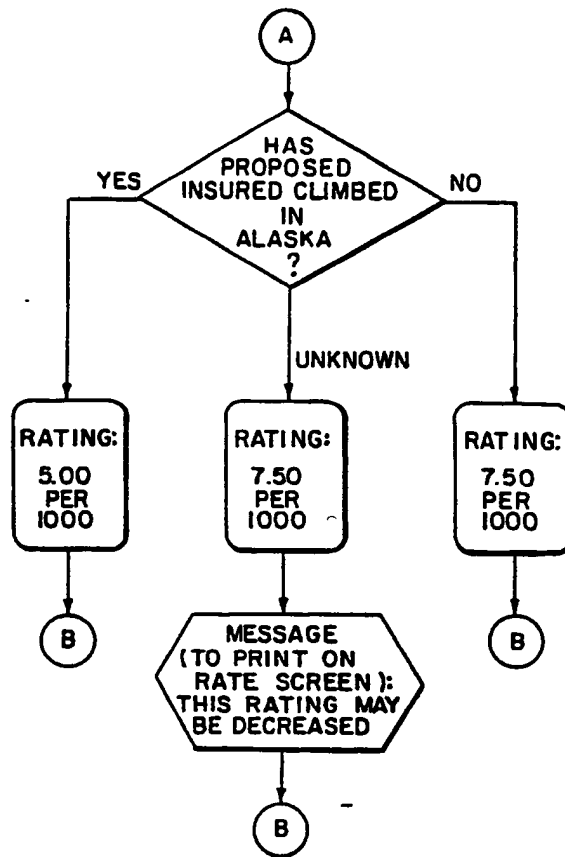 A
HAS
PROPOSED
INSURED CLIMBED
IN
ALASKA
?
YES
NO
UNKNOWN
RATING:
5.00
PER
1000
RATING:
7.50
PER
1000
RATING:
7.50
PER
1000
B
MESSAGE
(TO PRINT ON
RATE SCREEN):
THIS RATING MAY
BE DECREASED
B
B